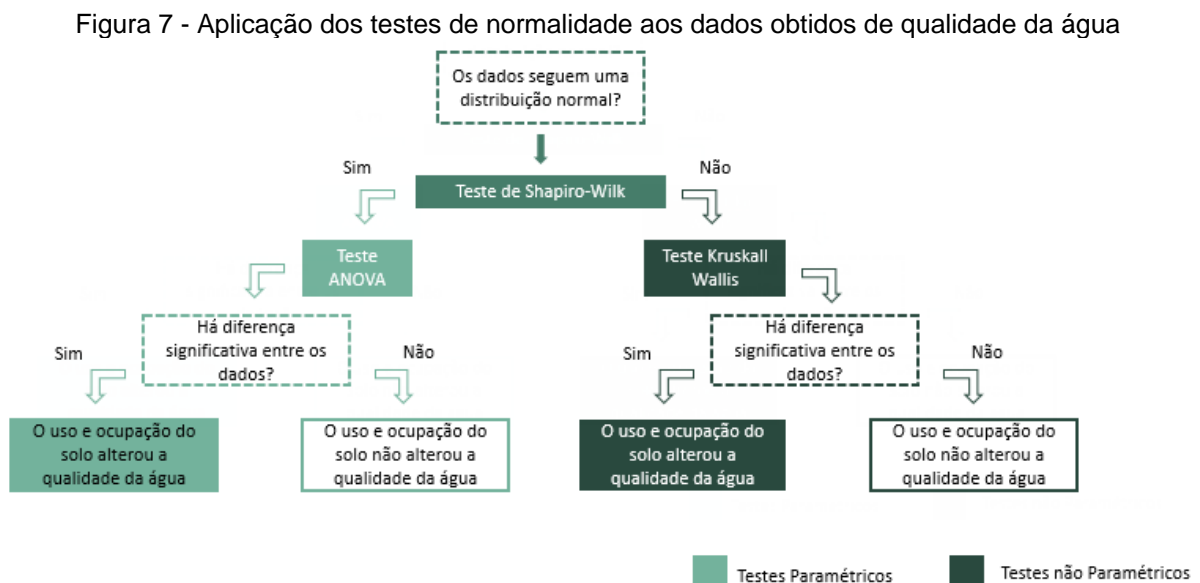 Figura 7 - Aplicação dos testes de normalidade aos dados obtidos de qualidade da água
Os dados seguem uma
distribuição normal?
Sim
Não
Teste de Shapiro-Wilk
Teste
ANOVA
Teste Kruskall
Wallis
Há diferença
significativa entre os
dados?
Sim
Não
Há diferença
significativa entre os
dados?
Sim
Não
O uso e ocupação do
solo alterou a
qualidade da água
O uso e ocupação do
solo não alterou a
qualidade da água
O uso e ocupação do
solo alterou a
qualidade da água
O uso e ocupação do
solo não alterou a
qualidade da água
Testes Paramétricos
Testes não Paramétricos